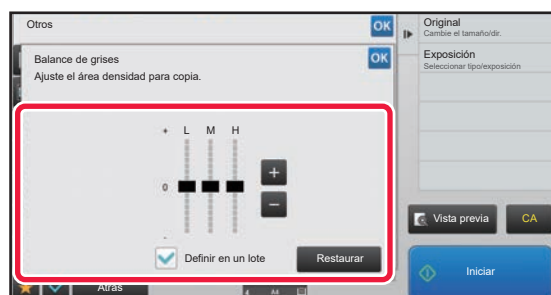 Otros
OK
Balance de grises
OK
Ajuste el área densidad para copia.
+ L M H
0
-
+
−
Definir en un lote
Restaurar
Atrás
Original
Cambie el tamaño/dir.
Exposición
Seleccionar tipo/exposición
Vista previa
CA
Iniciar